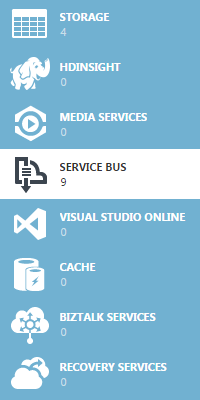 STORAGE
4
HDINSIGHT
0
MEDIA SERVICES
0
SERVICE BUS
9
VISUAL STUDIO ONLINE
0
CACHE
0
BIZTALK SERVICES
0
RECOVERY SERVICES
0